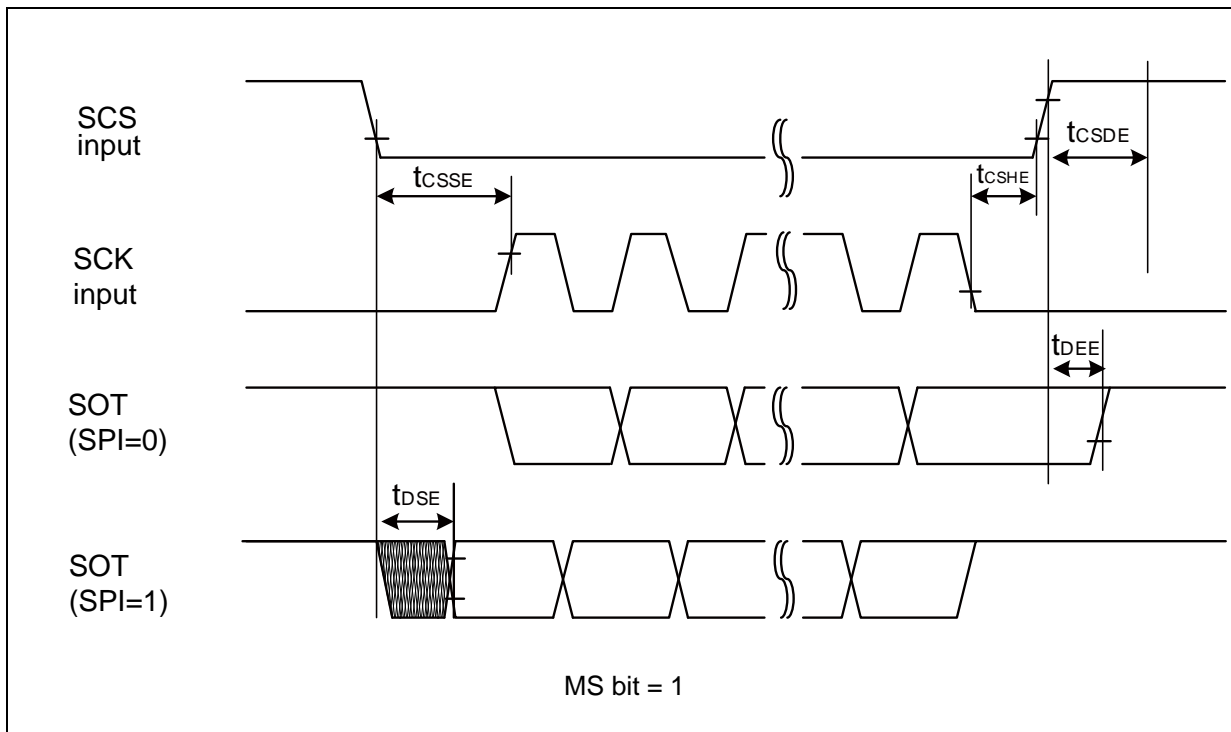 SCS
input
tCSDE
tCSSE
tCSHE
SCK
input
tDEE
SOT
(SPI=0)
tDSE
SOT
(SPI=1)
MS bit = 1